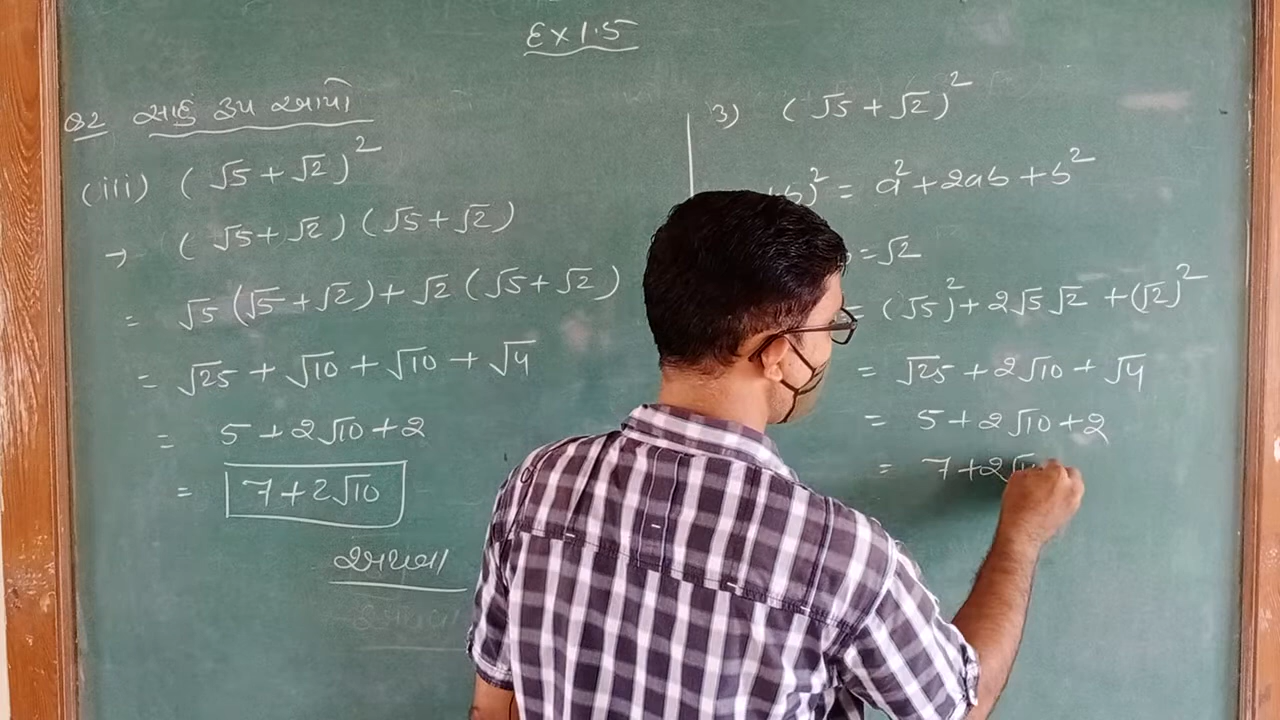 Ex 1.5
Q2 સાદું રૂપ આપો
(iii) (√5 + √2)²
→ (√5 + √2) (√5 + √2)
= √5 (√5 + √2) + √2 (√5 + √2)
= √25 + √10 + √10 + √4
= 5 + 2√10 + 2
= 7 + 2√10
અથવા
3) (√5 + √2)²
b)² = a² + 2ab + b²
= √2
= (√5)² + 2√5 √2 + (√2)²
= √25 + 2√10 + √4
= 5 + 2√10 + 2
= 7 + 2√1